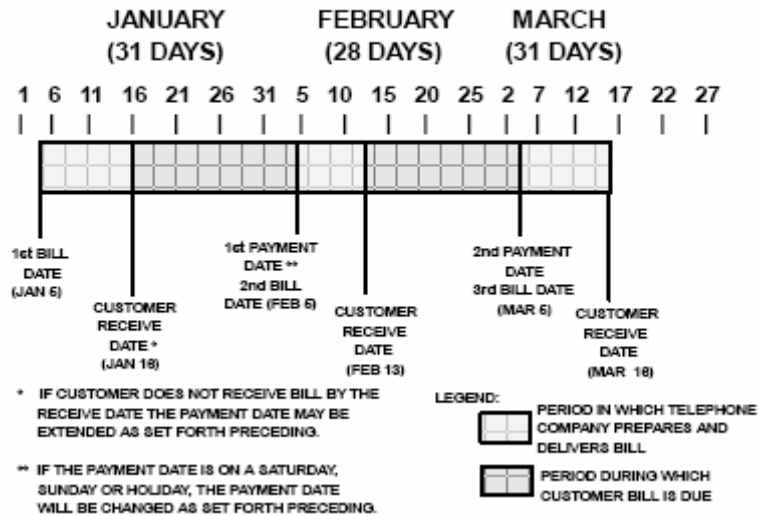 JANUARY FEBRUARY MARCH
(31 DAYS) (28 DAYS) (31 DAYS)
1 6 11 16 21 26 31 5 10 15 20 25 2 7 12 17 22 27
1st BILL
DATE
(JAN 5)
CUSTOMER
RECEIVE
DATE *
(JAN 16)
1st PAYMENT
DATE **
2nd BILL
DATE (FEB 5)
CUSTOMER
RECEIVE
DATE
(FEB 13)
2nd PAYMENT
DATE
3rd BILL DATE
(MAR 5)
CUSTOMER
RECEIVE
DATE
(MAR 16)
* IF CUSTOMER DOES NOT RECEIVE BILL BY THE
RECEIVE DATE THE PAYMENT DATE MAY BE
EXTENDED AS SET FORTH PRECEDING.
** IF THE PAYMENT DATE IS ON A SATURDAY,
SUNDAY OR HOLIDAY, THE PAYMENT DATE
WILL BE CHANGED AS SET FORTH PRECEDING.
LEGEND:
PERIOD IN WHICH TELEPHONE
COMPANY PREPARES AND
DELIVERS BILL
PERIOD DURING WHICH
CUSTOMER BILL IS DUE